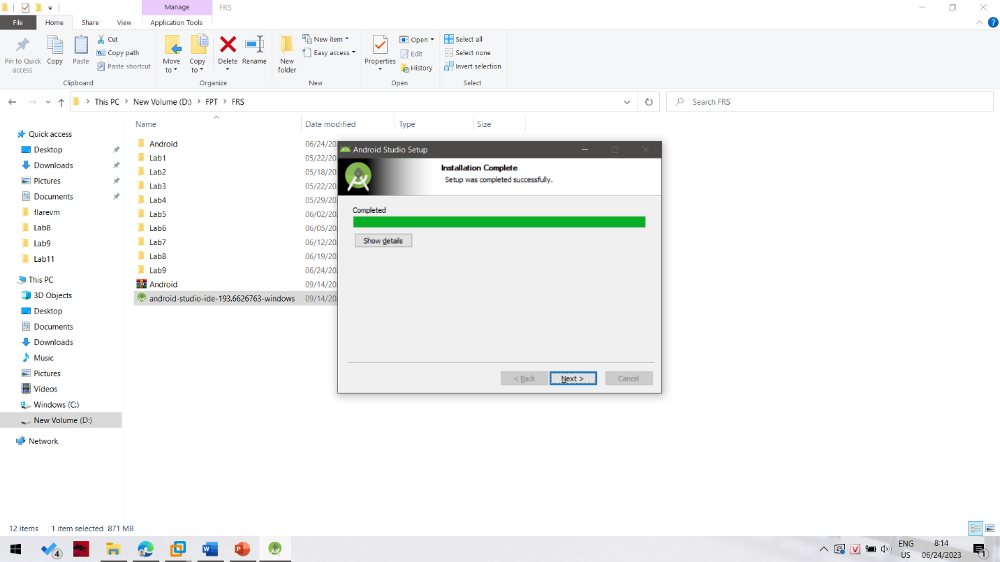 Manage
FRS
File
Home
Share
View
Application Tools
Pin to Quick access
Copy
Paste
Cut
Copy path
Paste shortcut
Clipboard
Move to
Copy to
Delete
Rename
Organize
New folder
New item
Easy access
New
Properties
Open
Edit
History
Open
Select all
Select none
Invert selection
Select
This PC > New Volume (D:) > FPT > FRS
Search FRS
Quick access
Desktop
Downloads
Pictures
Documents
flarevm
Lab8
Lab9
Lab11
This PC
3D Objects
Desktop
Documents
Downloads
Music
Pictures
Videos
Windows (C:)
New Volume (D:)
Network
Name Date modified Type Size
Android 06/24/20
Lab1 05/22/20
Lab2 05/18/20
Lab3 05/22/20
Lab4 05/29/20
Lab5 06/02/20
Lab6 06/05/20
Lab7 06/12/20
Lab8 06/19/20
Lab9 06/24/20
Android 09/14/20
android-studio-ide-193.6626763-windows 09/14/20
Android Studio Setup
Installation Complete
Setup was completed successfully.
Completed
Show details
< Back
Next >
Cancel
12 items 1 item selected 871 MB
4
ENG
US
8:14
06/24/2023
1